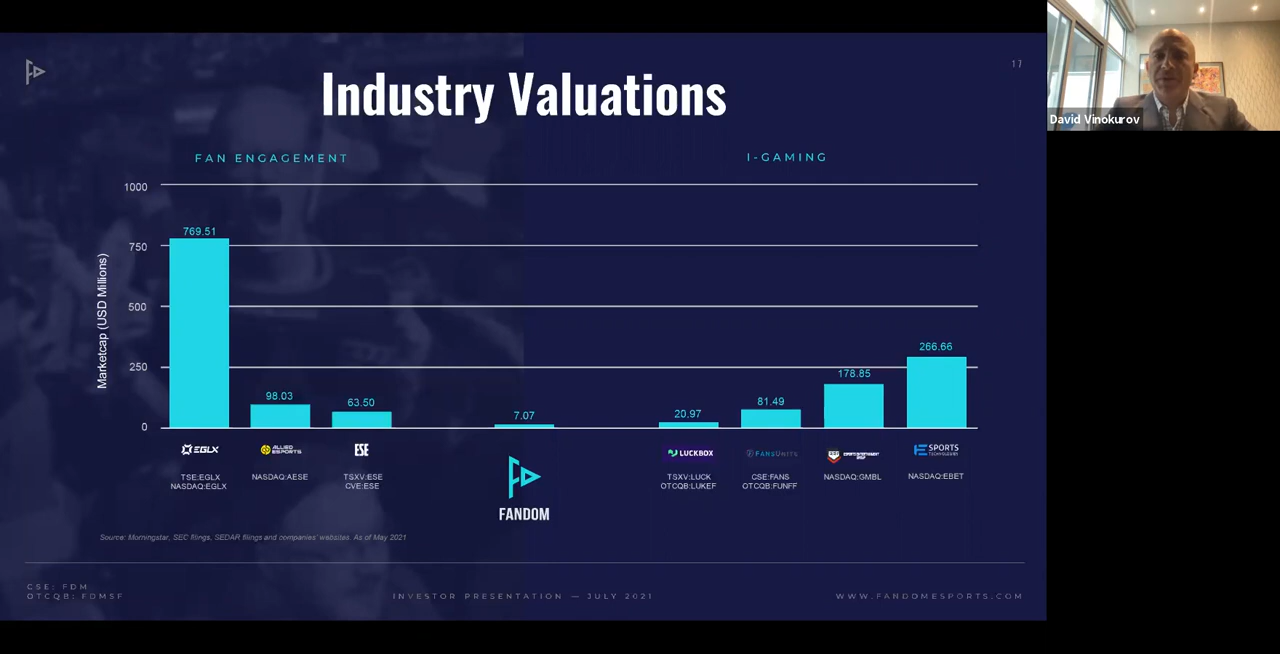 17
David Vinokurov
Industry Valuations
FAN ENGAGEMENT
I-GAMING
Marketcap (USD Millions)
1000
750
500
250
0
769.51
98.03
63.50
7.07
20.97
81.49
178.85
266.66
EGLX
TSE:EGLX
NASDAQ:EGLX
ALLIED
ESPORTS
NASDAQ:AESE
ESE
TSXV:ESE
CVE:ESE
FANDOM
LUCKBOX
TSXV:LUCK
OTCQB:LUKEF
FANSUNITE
CSE:FANS
OTCQB:FUNFF
ESPORTS ENTERTAINMENT
GROUP
NASDAQ:GMBL
ESPORTS
TECHNOLOGIES
NASDAQ:EBET
Source: Morningstar, SEC filings, SEDAR filings and companies' websites. As of May 2021
CSE: FDM
OTCQB: FDMSF
INVESTOR PRESENTATION — JULY 2021
WWW.FANDOMESPORTS.COM